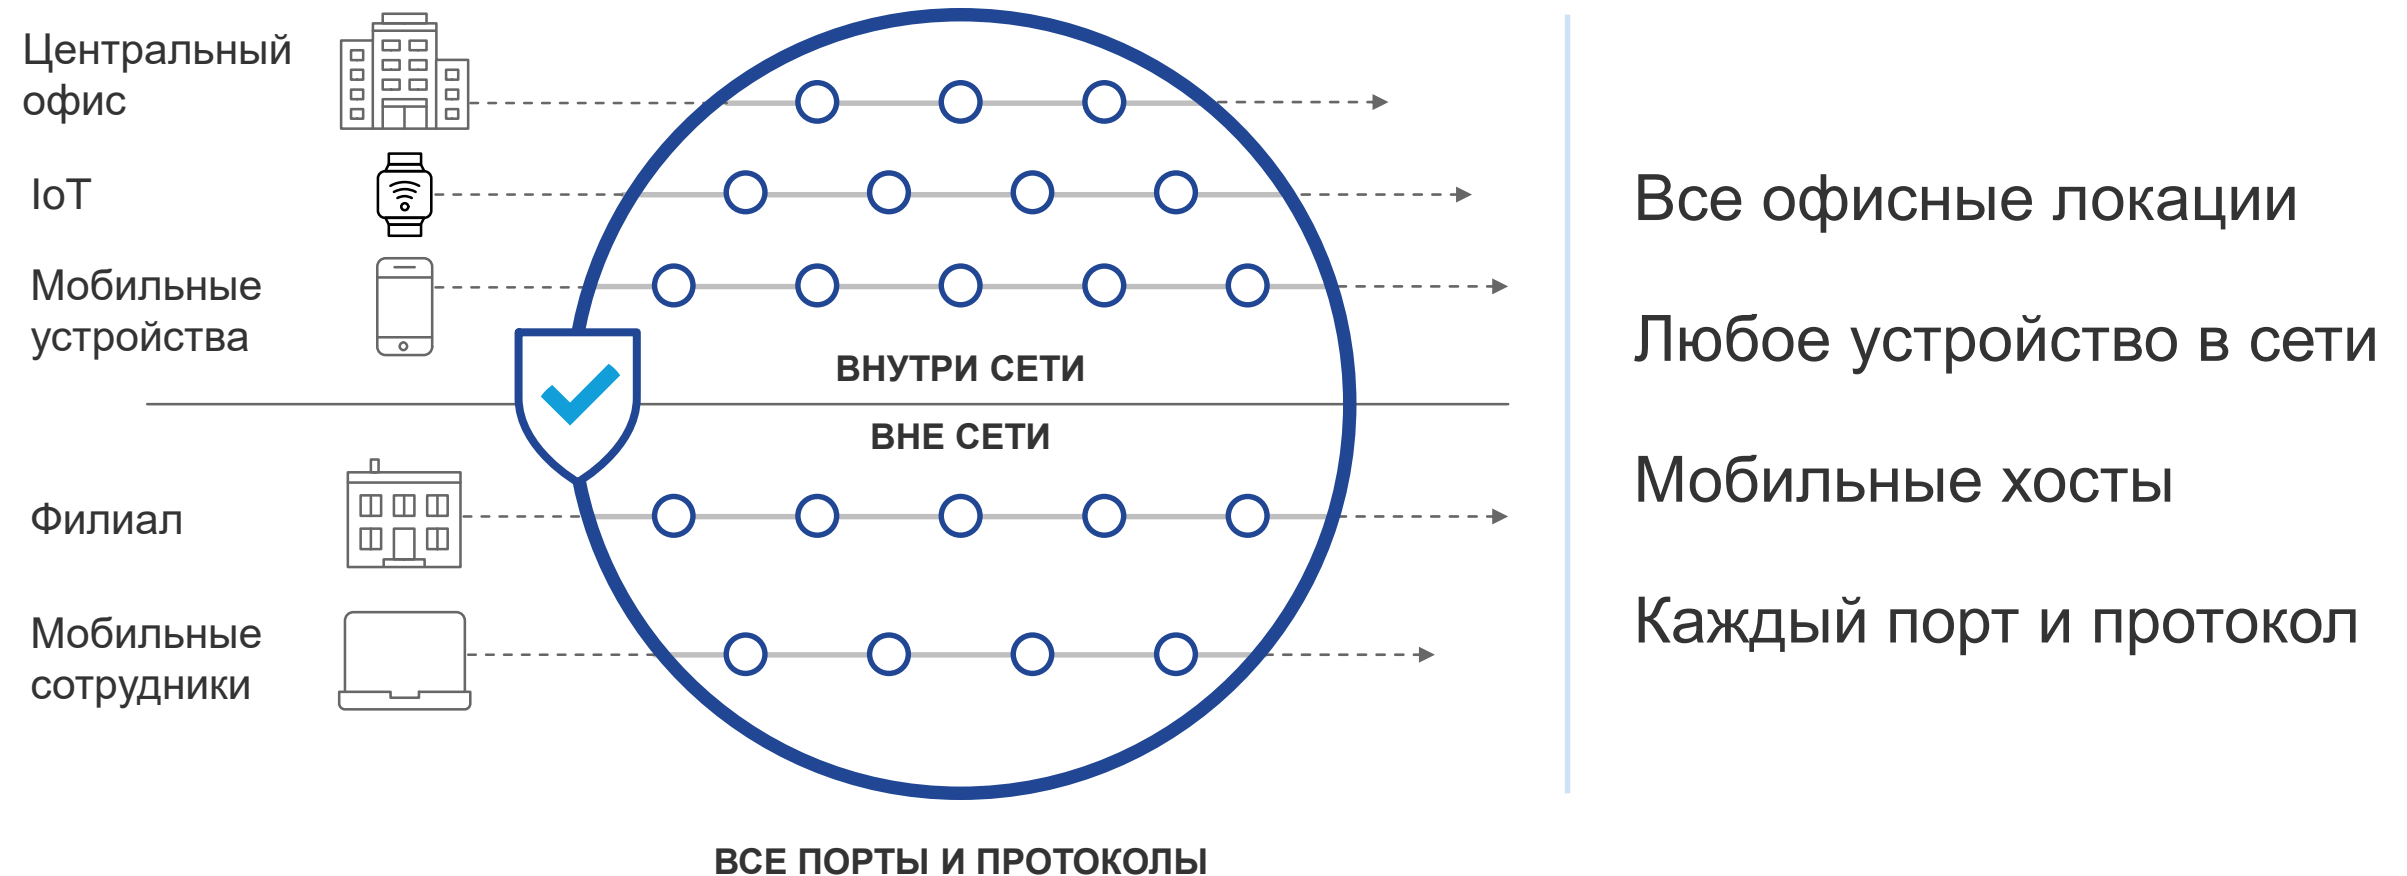 Центральный
офис
IoT
Мобильные
устройства
ВНУТРИ СЕТИ
ВНЕ СЕТИ
Филиал
Мобильные
сотрудники
ВСЕ ПОРТЫ И ПРОТОКОЛЫ
Все офисные локации
Любое устройство в сети
Мобильные хосты
Каждый порт и протокол